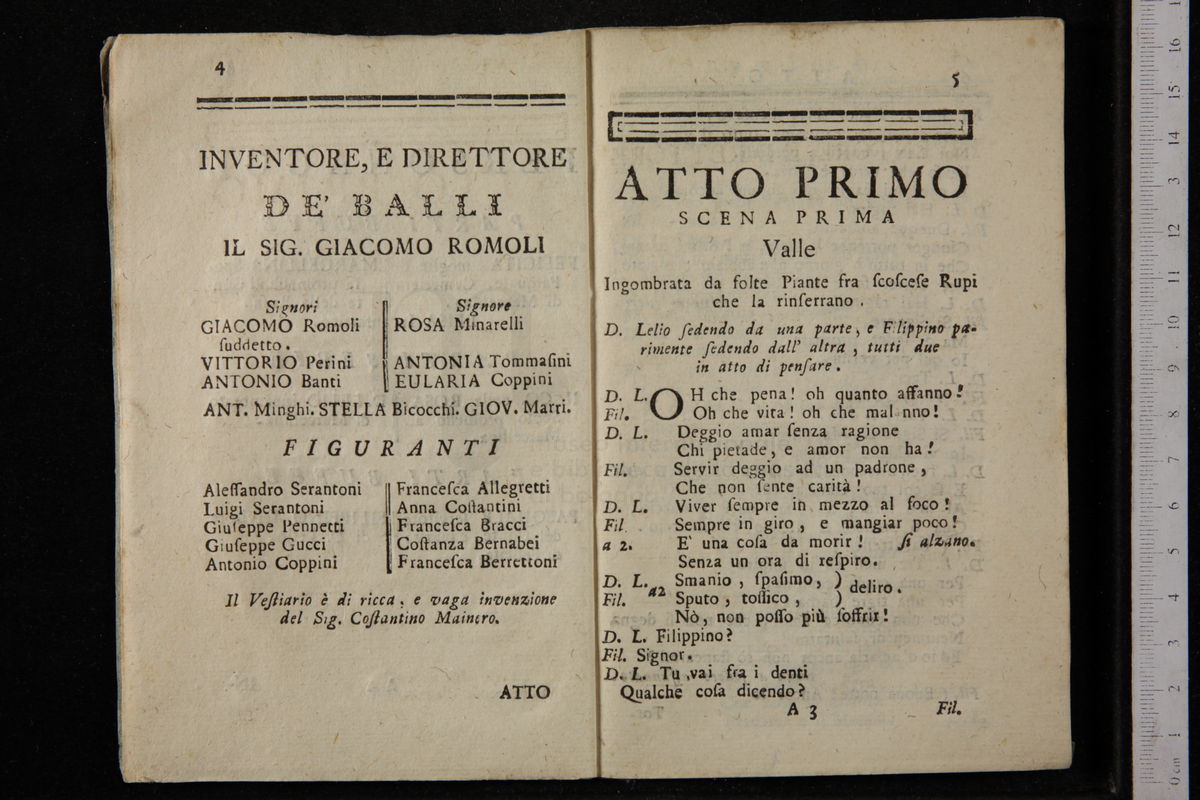 4
INVENTORE, E DIRETTORE
DE' BALLI
IL SIG. GIACOMO ROMOLI
Signori
GIACOMO Romoli
ſuddetto.
VITTORIO Perini
ANTONIO Banti
Signore
ROSA Minarelli
ANTONIA Tommaſini
EULARIA Coppini
ANT. Minghi. STELLA Bicocchi. GIOV. Marri.
FIGURANTI
Aleſſandro Serantoni
Luigi Serantoni
Giuſeppe Pennetti
Giuſeppe Gucci
Antonio Coppini
Franceſca Allegretti
Anna Coſtantini
Franceſca Bracci
Coſtanza Bernabei
Franceſca Berrettoni
Il Veſtiario è di ricca, e vaga invenzione
del Sig. Coſtantino Mainero.
ATTO
5
ATTO PRIMO
SCENA PRIMA
Valle
Ingombrata da folte Piante fra ſcoſceſe Rupi
che la rinſerrano.
D. Lelio ſedendo da una parte, e Filippino pa-
rimente ſedendo dall' altra, tutti due
in atto di penſare.
D. L. OH che pena! oh quanto affanno!
Fil. Oh che vita! oh che mal nno!
D. L. Deggio amar ſenza ragione
Chi pietade, e amor non ha!
Fil. Servir deggio ad un padrone,
Che non ſente carità!
D. L. Viver ſempre in mezzo al foco!
Fil Sempre in giro, e mangiar poco!
a 2. E' una coſa da morir! ſi alzano.
Senza un ora di reſpiro.
D. L. a2 Smanio, ſpaſimo, ) deliro.
Fil. Sputo, toſſico, )
Nò, non poſſo più ſoffrir!
D. L. Filippino?
Fil. Signor.
D. L. Tu vai fra i denti
Qualche coſa dicendo?
A 3 Fil.